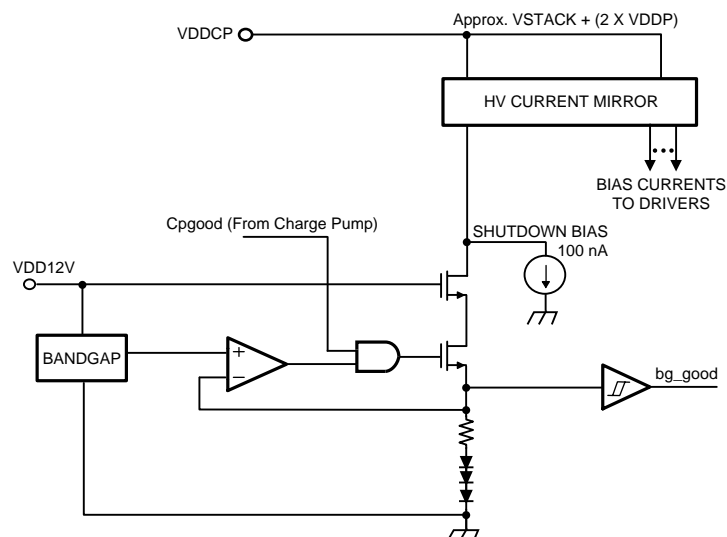 Approx. VSTACK + (2 X VDDP)
VDDCP
HV CURRENT MIRROR
BIAS CURRENTS
TO DRIVERS
Cpgood (From Charge Pump)
SHUTDOWN BIAS
100 nA
VDD12V
BANDGAP
+
−
bg_good